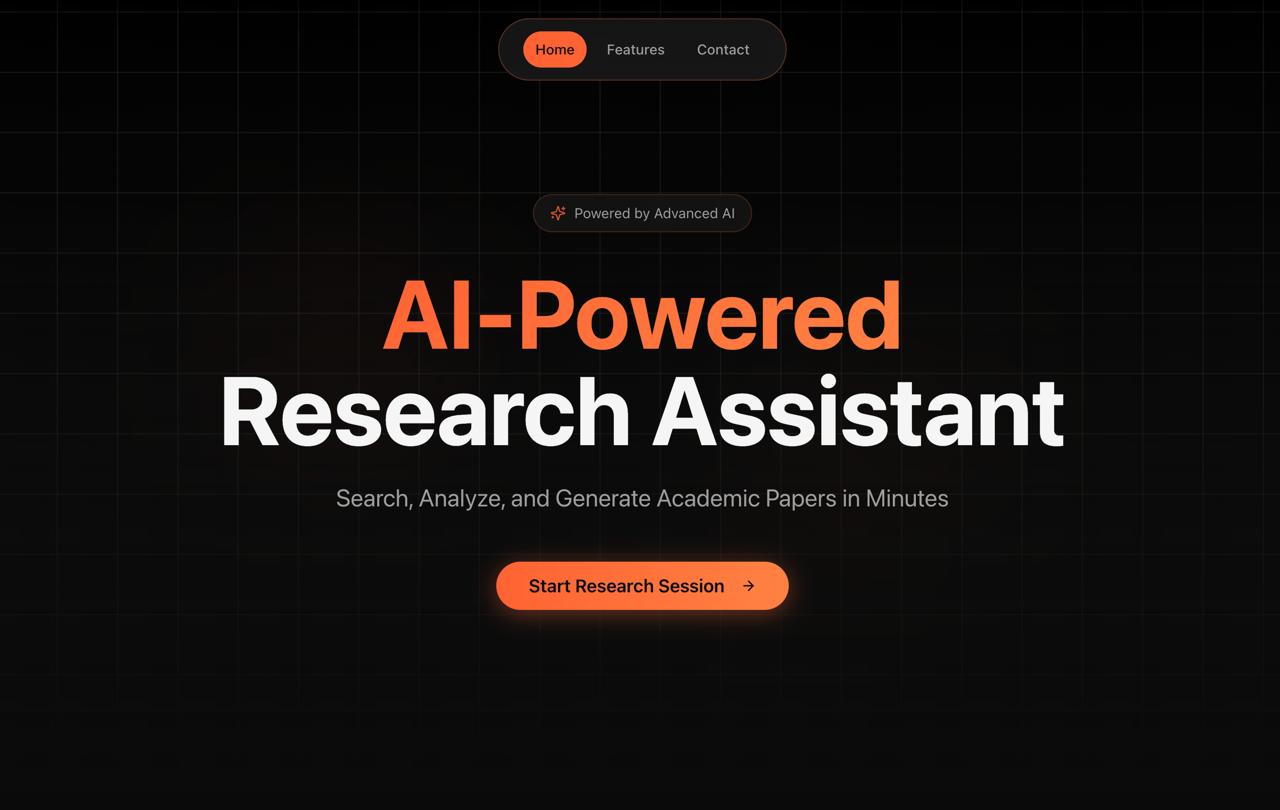 Home Features Contact
Powered by Advanced AI
AI-Powered
Research Assistant
Search, Analyze, and Generate Academic Papers in Minutes
Start Research Session →